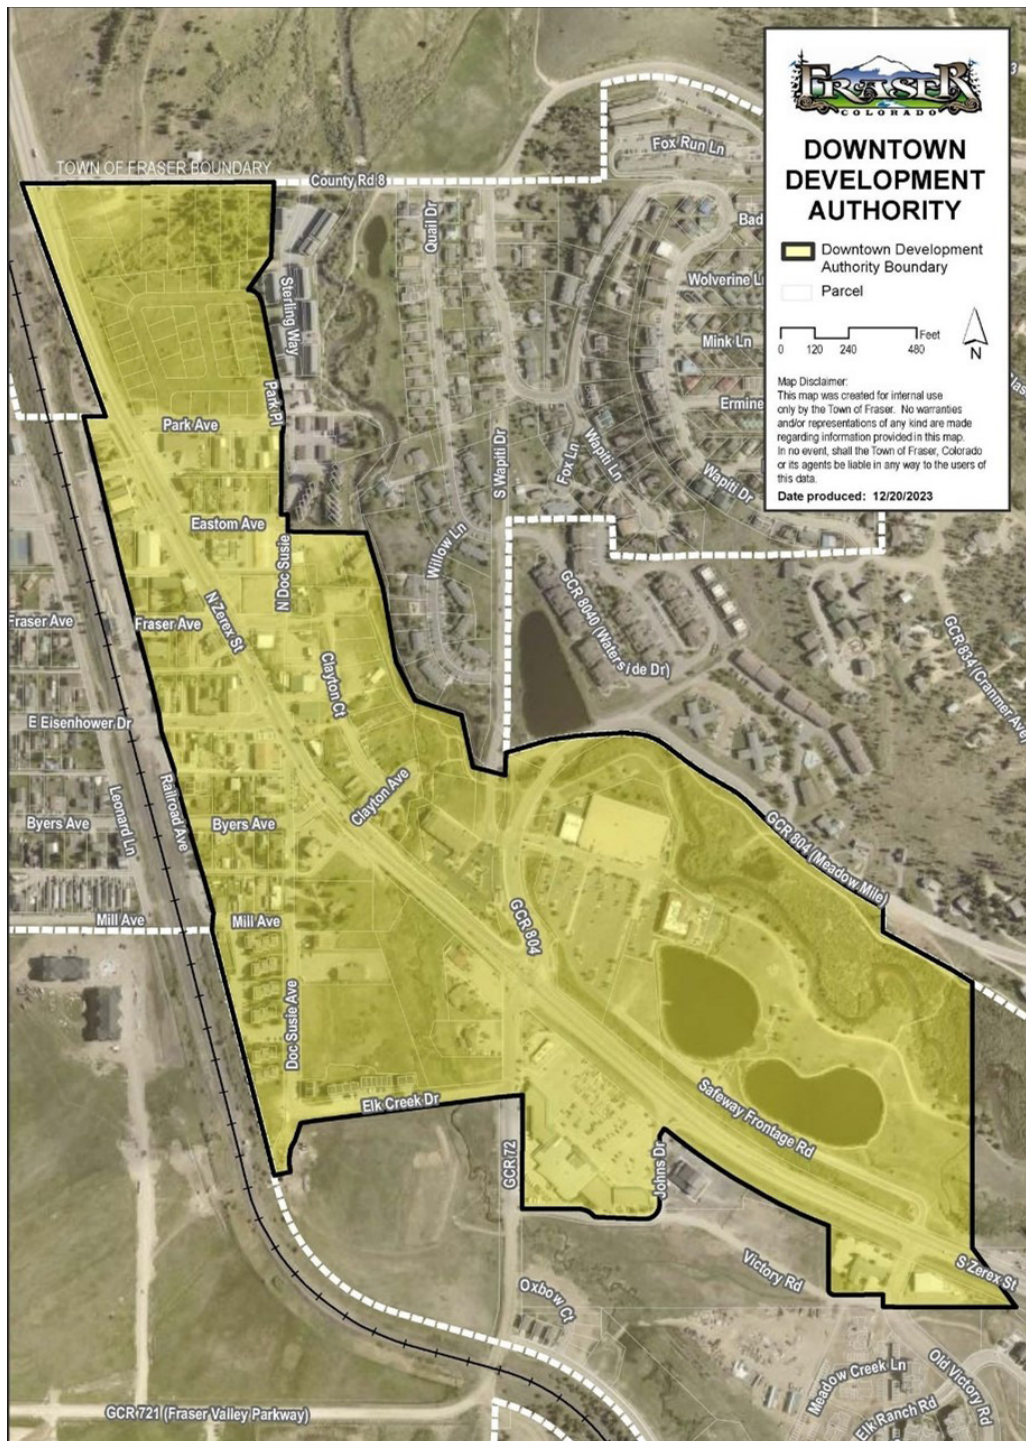 FRASER
COLORADO
DOWNTOWN
DEVELOPMENT
AUTHORITY
Downtown Development
Authority Boundary
Parcel
Feet
0 120 240 480
N
Map Disclaimer:
This map was created for internal use
only by the Town of Fraser. No warranties
and/or representations of any kind are made
regarding information provided in this map.
In no event, shall the Town of Fraser, Colorado
or its agents be liable in any way to the users of
this data.
Date produced: 12/20/2023
TOWN OF FRASER BOUNDARY
County Rd 8
Fox Run Ln
Quail Dr
Bad
Wolverine L
Sterling Way
Mink Ln
Park Pl
Ermine
Park Ave
S Wapiti Dr
Fox Ln
Wapiti Ln
Wapiti Dr
Eastom Ave
Willow Ln
N Doc Susie
GCR 8040 (Waterside Dr)
Fraser Ave
Fraser Ave
N Zerex St
GCR 834 (Cranmer Ave)
Clayton Ct
E Eisenhower Dr
Leonard Ln
Railroad Ave
Clayton Ave
Byers Ave
Byers Ave
GCR 804 (Meadow Mile)
Mill Ave
Mill Ave
GCR 804
Doc Susie Ave
Elk Creek Dr
Safeway Frontage Rd
GCR 72
Johns Dr
Victory Rd
S Zerex St
Oxbow Ct
Meadow Creek Ln
Old Victory Rd
Elk Ranch Rd
GCR 721 (Fraser Valley Parkway)